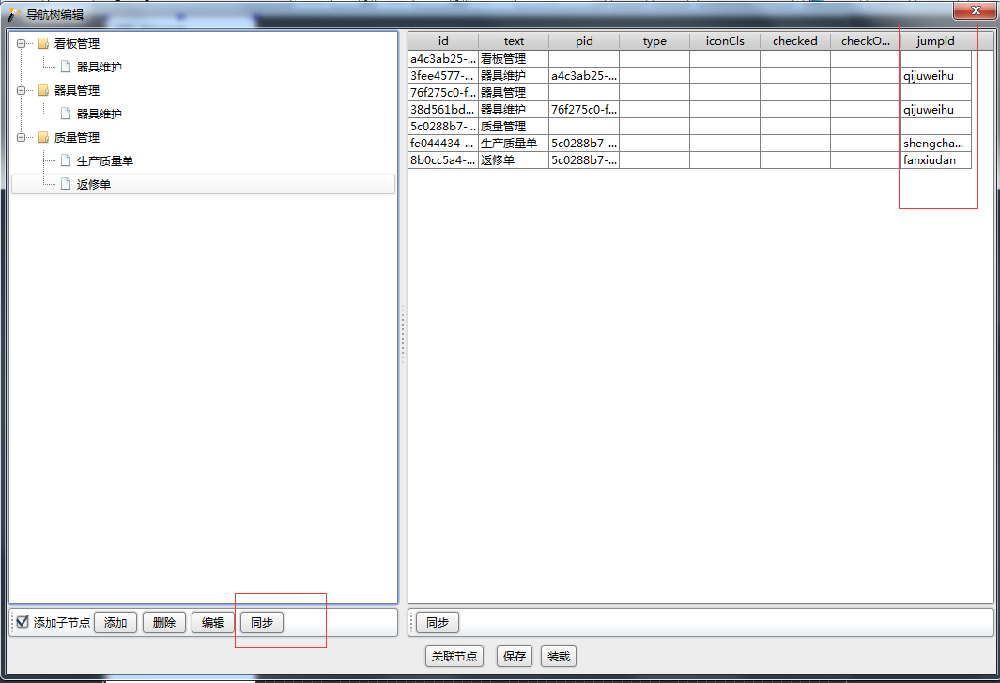 导航树编辑
看板管理
器具维护
器具管理
器具维护
质量管理
生产质量单
返修单
id text pid type iconCls checked checkO... jumpid
a4c3ab25-... 看板管理
3fee4577-... 器具维护 a4c3ab25-... qijuweihu
76f275c0-f... 器具管理
38d561bd... 器具维护 76f275c0-f... qijuweihu
5c0288b7-... 质量管理
fe044434-... 生产质量单 5c0288b7-... shengcha...
8b0cc5a4-... 返修单 5c0288b7-... fanxiudan
添加子节点 添加 删除 编辑 同步
同步
关联节点 保存 装载